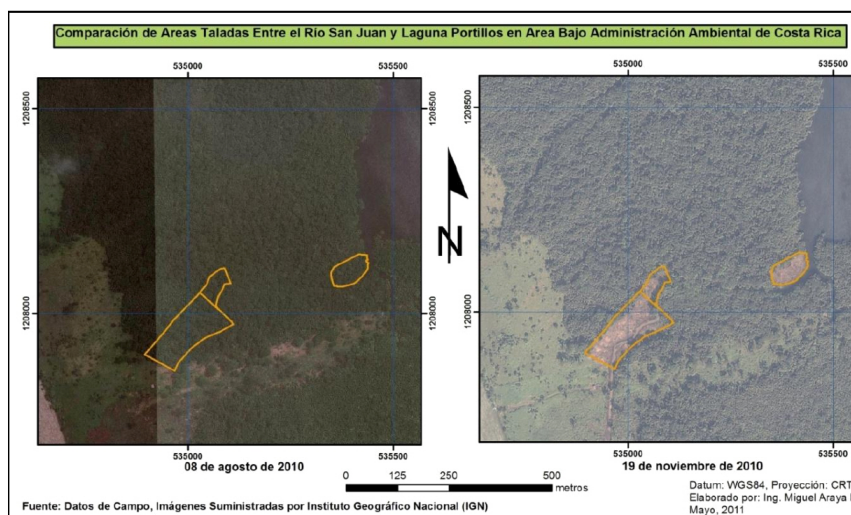 Comparación de Areas Taladas Entre el Río San Juan y Laguna Portillos en Area Bajo Administración Ambiental de Costa Rica
535000 535500
535000 535500
1208500
1208500
1208500
N
1208000
1208000
1208000
535000 535500
535000 535500
08 de agosto de 2010
19 de noviembre de 2010
0 125 250 500
metros
Datum: WGS84, Proyección: CRT
Elaborado por: Ing. Miguel Araya
Mayo, 2011
Fuente: Datos de Campo, Imágenes Suministradas por Instituto Geográfico Nacional (IGN)